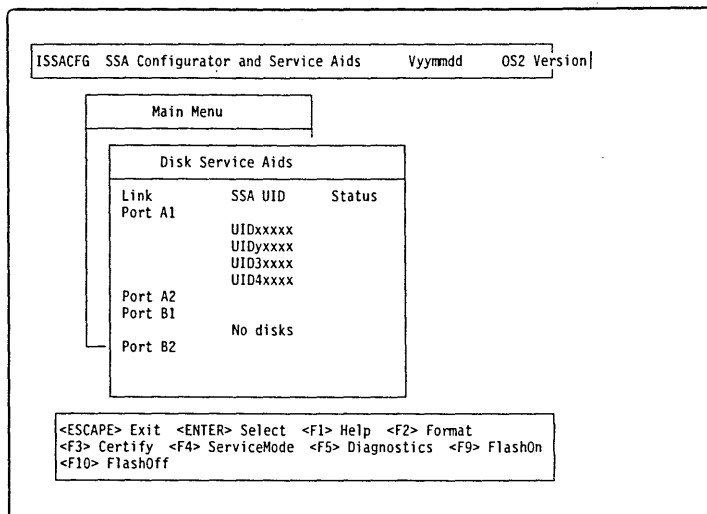 ISSACFG SSA Configurator and Service Aids Vyymmdd OS2 Version
Main Menu
Disk Service Aids
Link SSA UID Status
Port A1
UIDxxxxx
UIDyxxxx
UID3xxxx
UID4xxxx
Port A2
Port B1
No disks
Port B2
<ESCAPE> Exit <ENTER> Select <F1> Help <F2> Format
<F3> Certify <F4> ServiceMode <F5> Diagnostics <F9> FlashOn
<F10> FlashOff